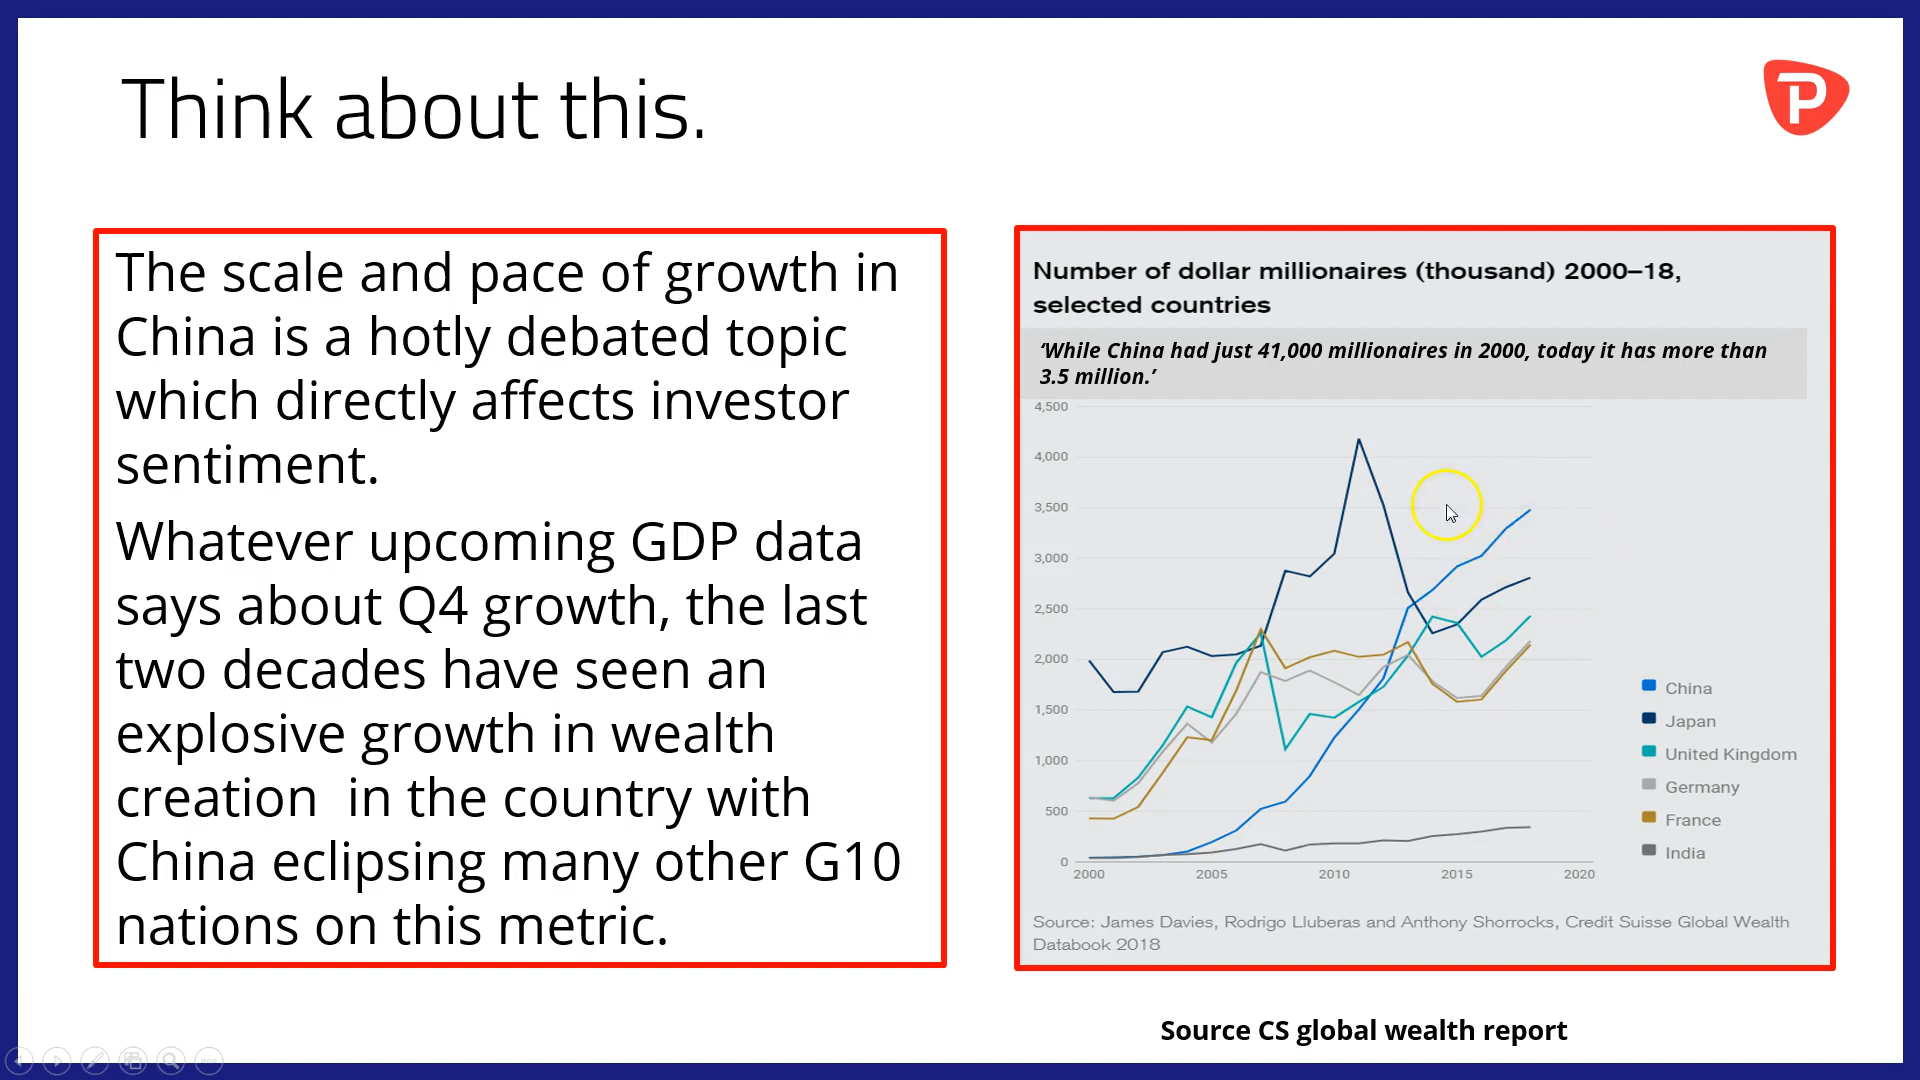 Think about this.
P
The scale and pace of growth in
China is a hotly debated topic
which directly affects investor
sentiment.
Whatever upcoming GDP data
says about Q4 growth, the last
two decades have seen an
explosive growth in wealth
creation  in the country with
China eclipsing many other G10
nations on this metric.
Number of dollar millionaires (thousand) 2000–18,
selected countries
‘While China had just 41,000 millionaires in 2000, today it has more than
3.5 million.’
4,500
4,000
3,500
3,000
2,500
2,000
1,500
1,000
500
0
2000 2005 2010 2015 2020
China
Japan
United Kingdom
Germany
France
India
Source: James Davies, Rodrigo Lluberas and Anthony Shorrocks, Credit Suisse Global Wealth
Databook 2018
Source CS global wealth report